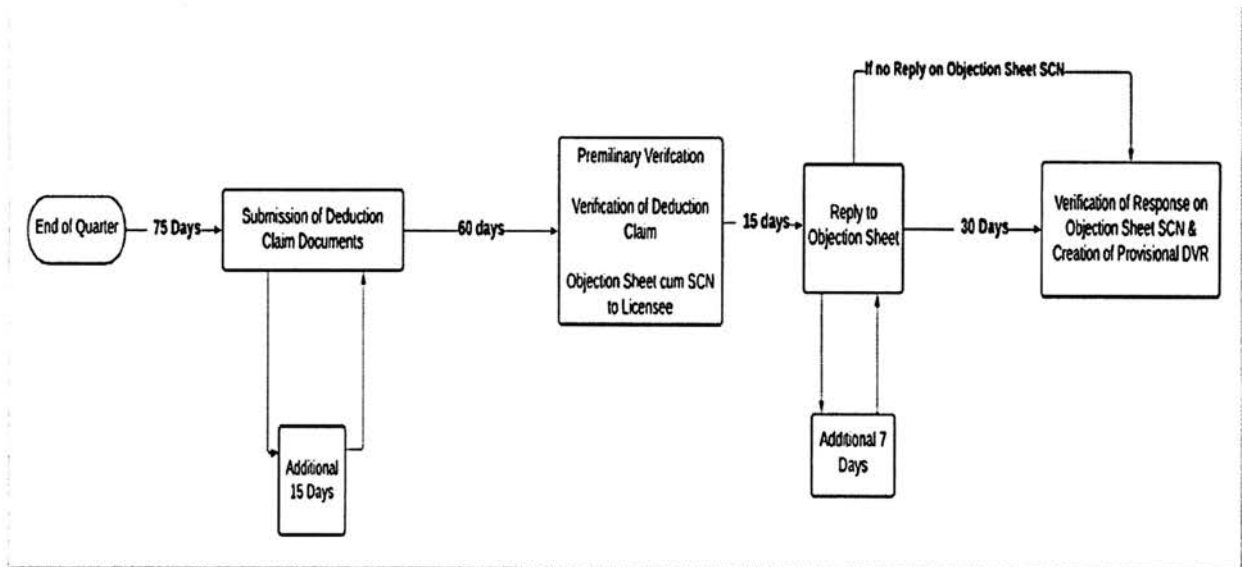 If no Reply on Objection Sheet SCN
End of Quarter
75 Days
Submission of Deduction
Claim Documents
60 days
Premilinary Verifcation
Verification of Deduction
Claim
Objection Sheet cum SCN
to Licensee
15 days
Reply to
Objection Sheet
30 Days
Verification of Response on
Objection Sheet SCN &
Creation of Provisional DVR
Additional
15 Days
Additional 7
Days